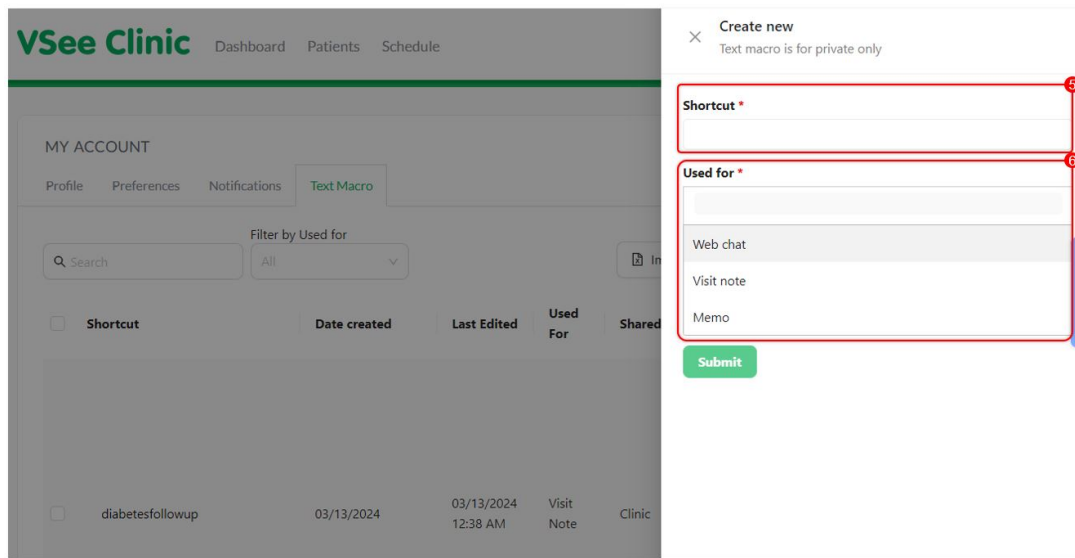 VSee Clinic Dashboard Patients Schedule
MY ACCOUNT
Profile Preferences Notifications Text Macro
Filter by Used for
Search All
Shortcut Date created Last Edited Used For Shared
diabetesfollowup 03/13/2024 03/13/2024 12:38 AM Visit Note Clinic
Create new
Text macro is for private only
5
Shortcut *
6
Used for *
Web chat
Visit note
Memo
Submit